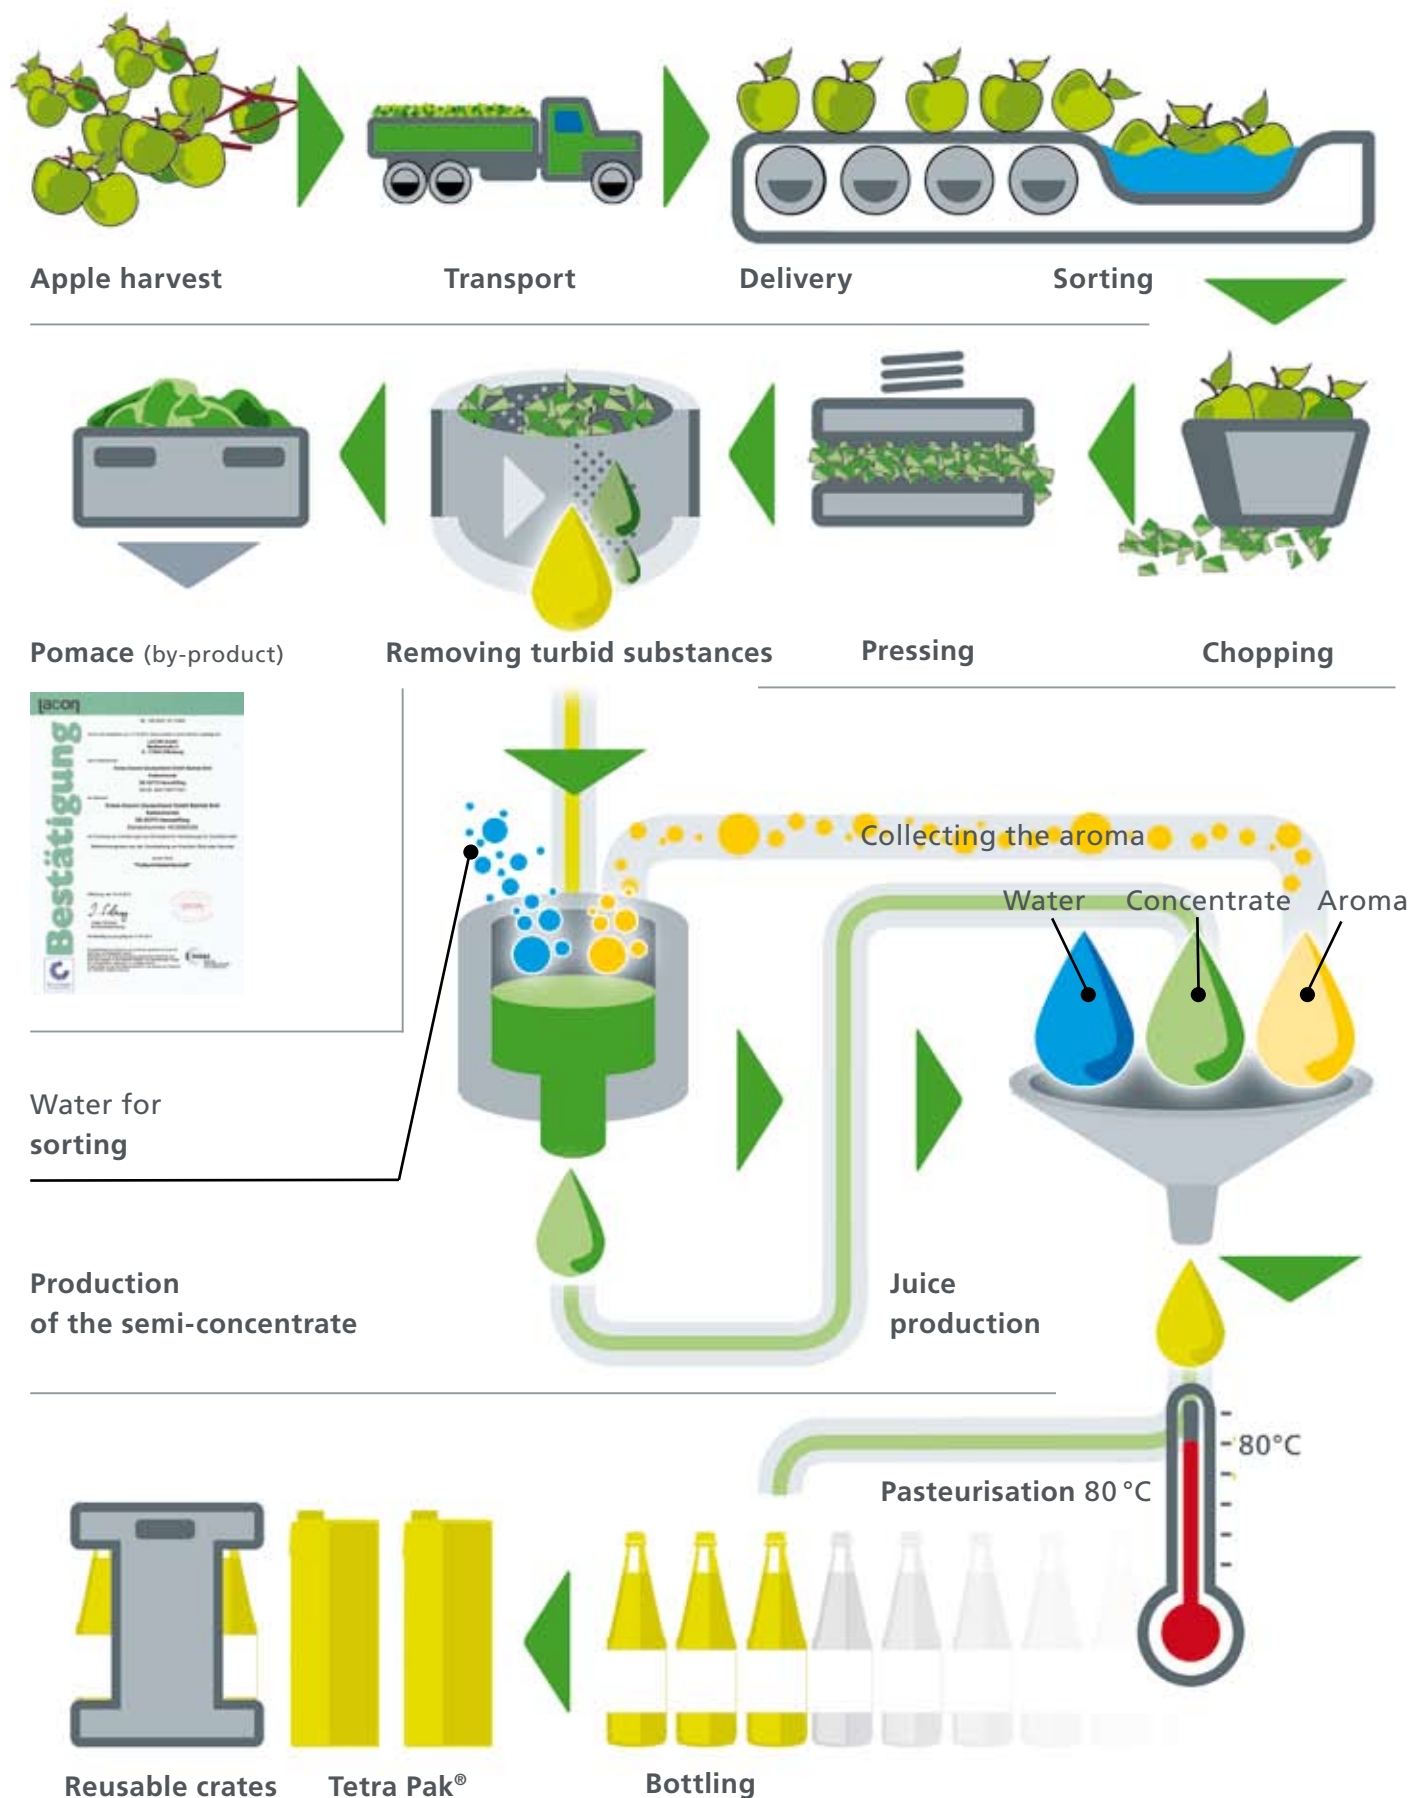 Apple harvest
Transport
Delivery
Sorting
Pomace (by-product)
Removing turbid substances
Pressing
Chopping
lacon
Bestätigung
Collecting the aroma
Water
Concentrate
Aroma
Water for
sorting
Production
of the semi-concentrate
Juice
production
80°C
Pasteurisation 80 °C
Reusable crates
Tetra Pak®
Bottling